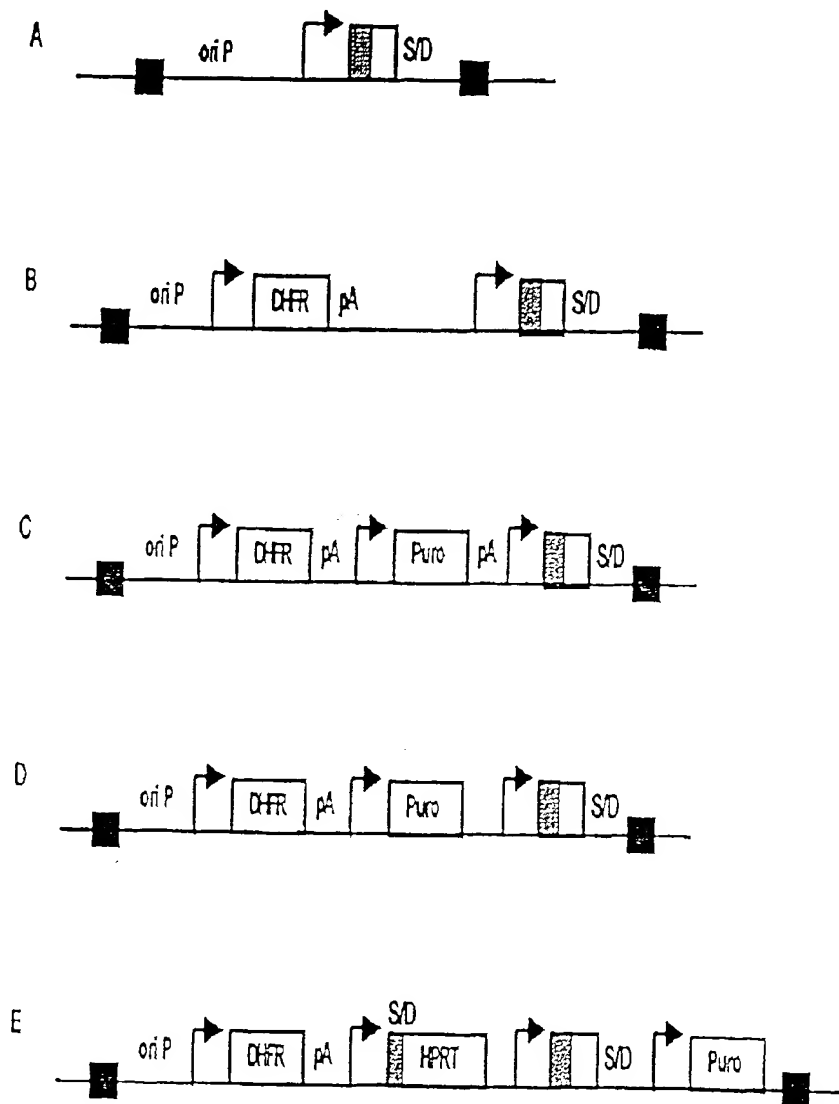 A
ori P
S/D
B
ori P
DHFR
pA
S/D
C
ori P
DHFR
pA
Puro
pA
S/D
D
ori P
DHFR
pA
Puro
S/D
E
ori P
DHFR
pA
S/D
HPRT
S/D
Puro